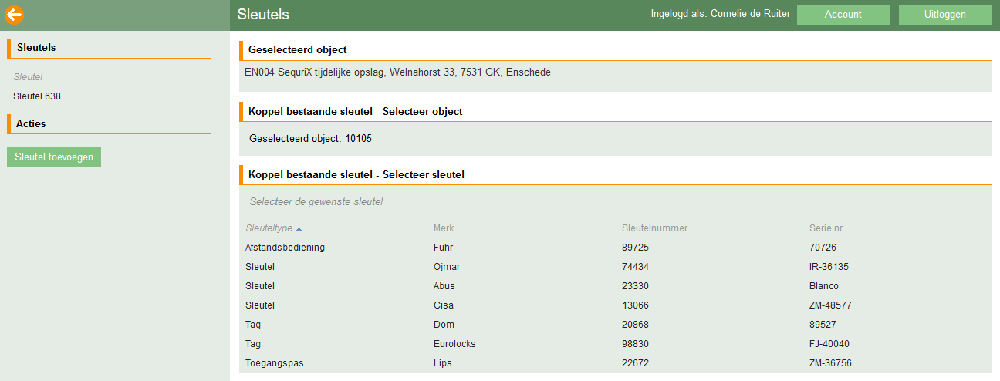 Sleutels
Ingelogd als: Cornelie de Ruiter
Account
Uitloggen
Sleutels
Sleutel
Sleutel 638
Acties
Sleutel toevoegen
Geselecteerd object
EN004 SequriX tijdelijke opslag, Welnahorst 33, 7531 GK, Enschede
Koppel bestaande sleutel - Selecteer object
Geselecteerd object: 10105
Koppel bestaande sleutel - Selecteer sleutel
Selecteer de gewenste sleutel
Sleuteltype Merk Sleutelnummer Serie nr.
Afstandsbediening Fuhr 89725 70726
Sleutel Ojmar 74434 IR-36135
Sleutel Abus 23330 Blanco
Sleutel Cisa 13066 ZM-48577
Tag Dom 20868 89527
Tag Eurolocks 98830 FJ-40040
Toegangspas Lips 22672 ZM-36756